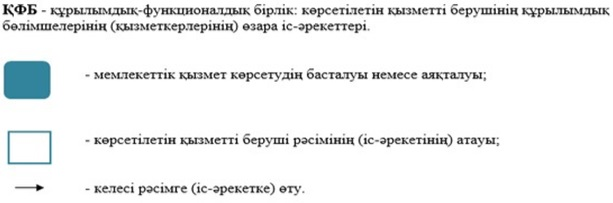 ҚФБ - құрылымдық-функционалдық бірлік: көрсетілетін қызметті берушінің құрылымдық
бөлімшелерінің (қызметкерлерінің) өзара іс-әрекеттері.
- мемлекеттік қызмет көрсетудің басталуы немесе аяқталуы;
- көрсетілетін қызметті беруші рәсімінің (іс-әрекетінің) атауы;
- келесі рәсімге (іс-әрекетке) өту.